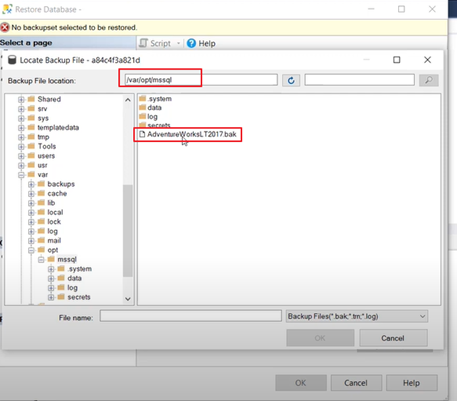 Restore Database -
No backupset selected to be restored.
Select a page
Script
Help
Locate Backup File - a84c4f3a821d
Backup File location:
/var/opt/mssql
Shared
srv
sys
templatedata
tmp
Tools
users
usr
var
backups
cache
lib
local
lock
log
mail
opt
mssql
.system
data
log
secrets
.system
data
log
secrets
AdventureWorksLT2017.bak
File name:
Backup Files(*.bak;*.trn;*.log)
OK
Cancel
OK
Cancel
Help